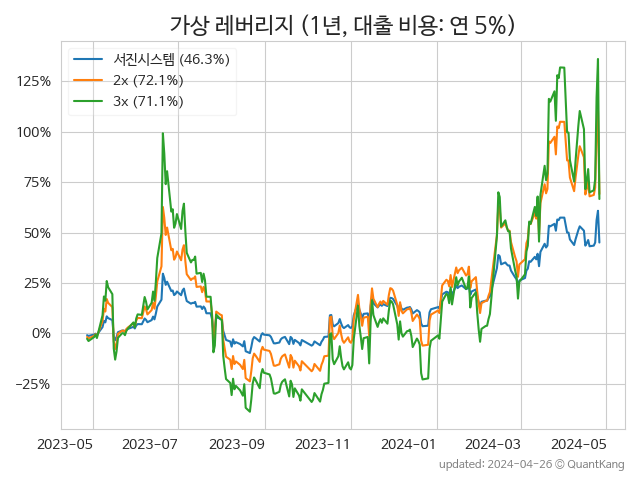 가상 레버리지 (1년, 대출 비용: 연 5%)
서진시스템 (46.3%)
2x (72.1%)
3x (71.1%)
125%
100%
75%
50%
25%
0%
−25%
2023-05 2023-07 2023-09 2023-11 2024-01 2024-03 2024-05
updated: 2024-04-26 © QuantKang